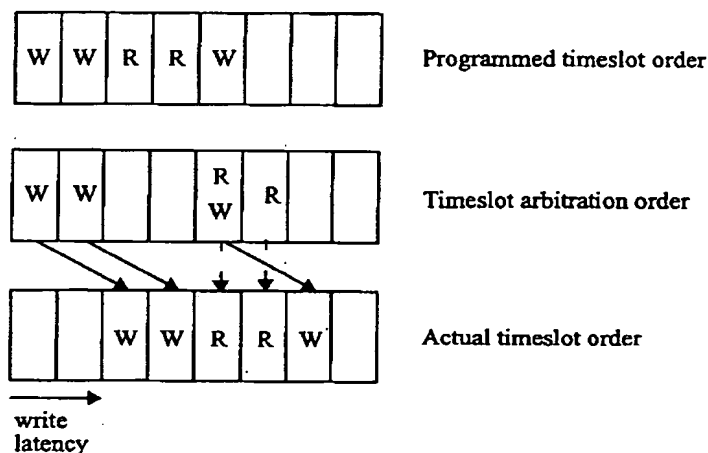 W W R R W Programmed timeslot order
W W R W R Timeslot arbitration order
W W R R W Actual timeslot order
write
latency